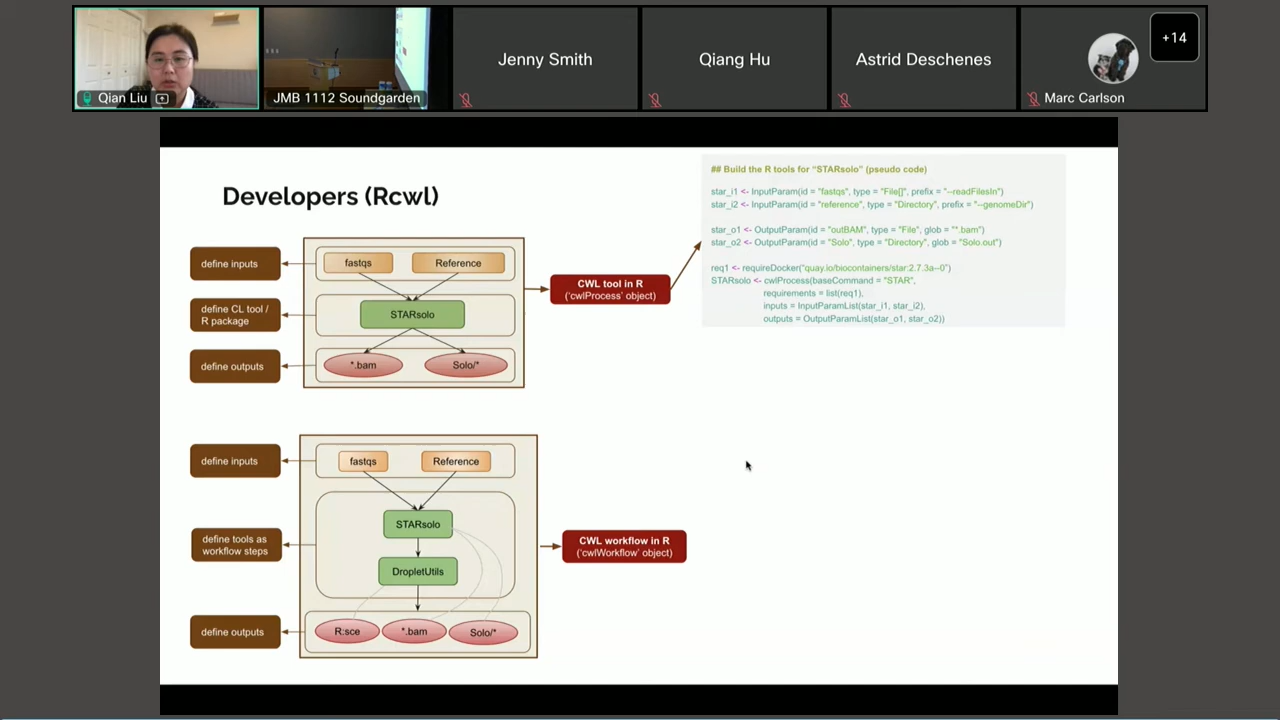 Qian Liu
JMB 1112 Soundgarden
Jenny Smith
Qiang Hu
Astrid Deschenes
Marc Carlson
+14
Developers (Rcwl)
define inputs
define CL tool /
R package
define outputs
fastqs
Reference
STARsolo
*.bam
Solo/*
CWL tool in R
('cwlProcess' object)
## Build the R tools for "STARsolo" (pseudo code)
star_i1 <- InputParam(id = "fastqs", type = "File[]", prefix = "--readFilesIn")
star_i2 <- InputParam(id = "reference", type = "Directory", prefix = "--genomeDir")
star_o1 <- OutputParam(id = "outBAM", type = "File", glob = "*.bam")
star_o2 <- OutputParam(id = "Solo", type = "Directory", glob = "Solo.out")
req1 <- requireDocker("quay.io/biocontainers/star:2.7.3a--0")
STARsolo <- cwlProcess(baseCommand = "STAR",
requirements = list(req1),
inputs = InputParamList(star_i1, star_i2),
outputs = OutputParamList(star_o1, star_o2))
define inputs
define tools as
workflow steps
define outputs
fastqs
Reference
STARsolo
DropletUtils
R:sce
*.bam
Solo/*
CWL workflow in R
('cwlWorkflow' object)